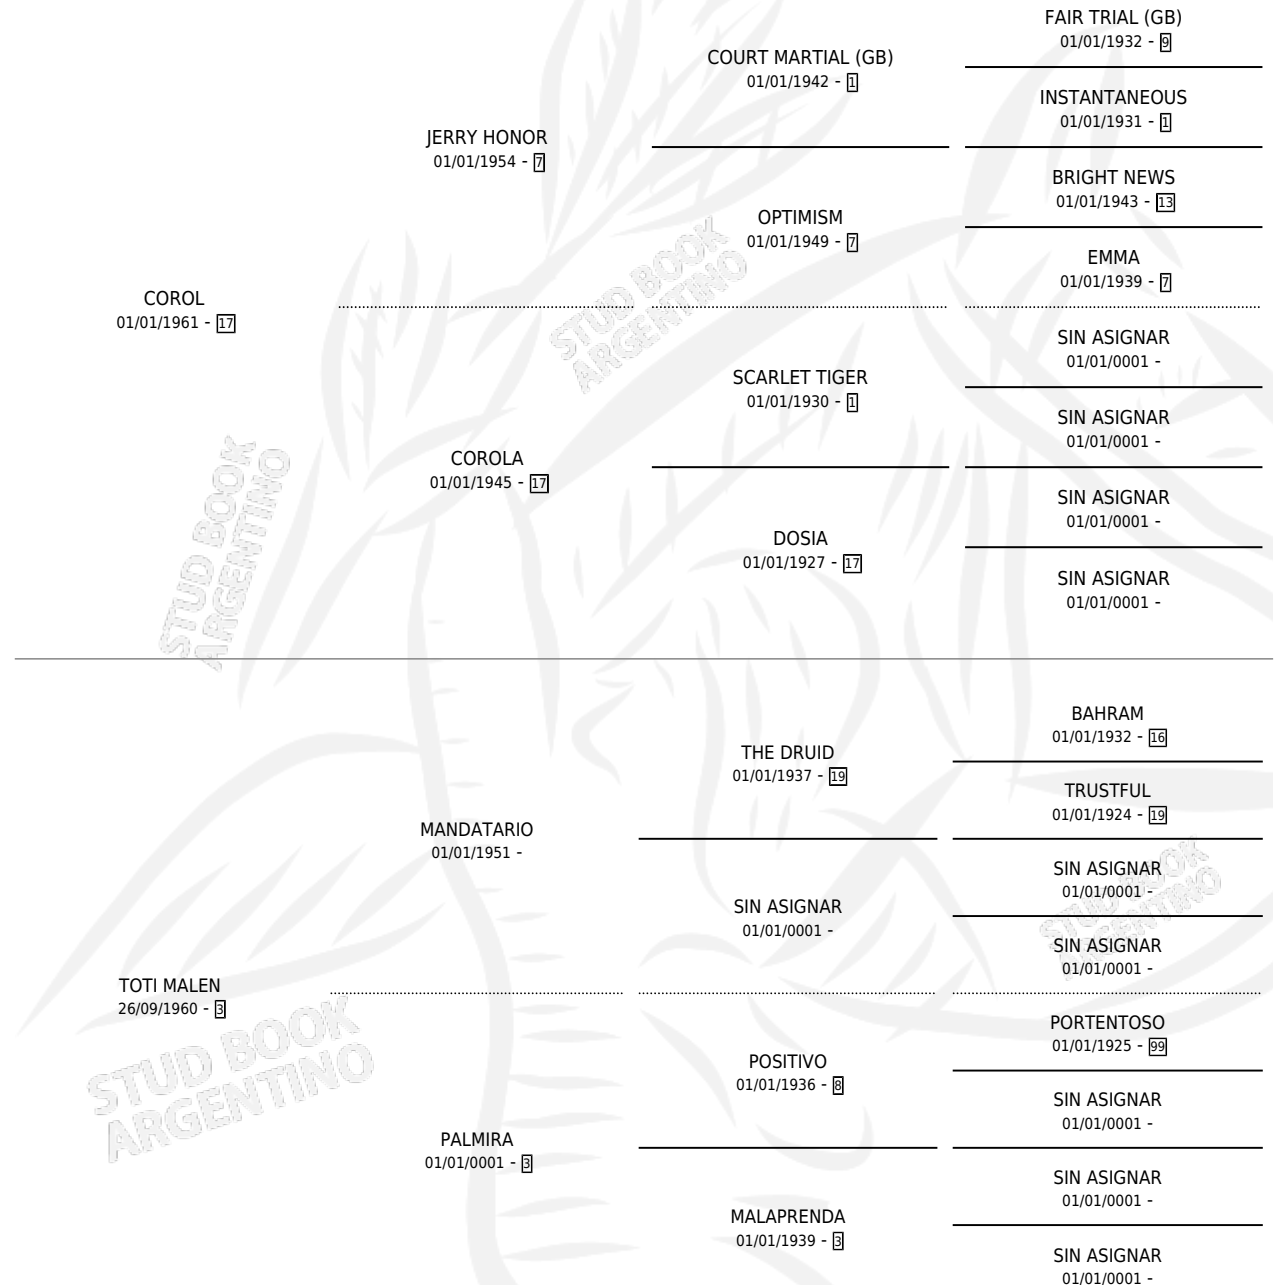 FAIR TRIAL (GB)
01/01/1932 - 9
COURT MARTIAL (GB)
01/01/1942 - 1
INSTANTANEOUS
01/01/1931 - 1
JERRY HONOR
01/01/1954 - 7
BRIGHT NEWS
01/01/1943 - 13
OPTIMISM
01/01/1949 - 7
EMMA
01/01/1939 - 7
COROL
01/01/1961 - 17
SIN ASIGNAR
01/01/0001 -
SCARLET TIGER
01/01/1930 - 1
SIN ASIGNAR
01/01/0001 -
COROLA
01/01/1945 - 17
SIN ASIGNAR
01/01/0001 -
DOSIA
01/01/1927 - 17
SIN ASIGNAR
01/01/0001 -
STUD BOOK
ARGENTINO
STUD BOOK
ARGENTINO
BAHRAM
01/01/1932 - 16
THE DRUID
01/01/1937 - 19
TRUSTFUL
01/01/1924 - 19
MANDATARIO
01/01/1951 -
SIN ASIGNAR
01/01/0001 -
SIN ASIGNAR
01/01/0001 -
SIN ASIGNAR
01/01/0001 -
STUD BOOK
ARGENTINO
TOTI MALEN
26/09/1960 - 3
PORTENTOSO
01/01/1925 - 99
POSITIVO
01/01/1936 - 8
SIN ASIGNAR
01/01/0001 -
PALMIRA
01/01/0001 - 3
SIN ASIGNAR
01/01/0001 -
MALAPRENDA
01/01/1939 - 3
SIN ASIGNAR
01/01/0001 -
STUD BOOK
ARGENTINO